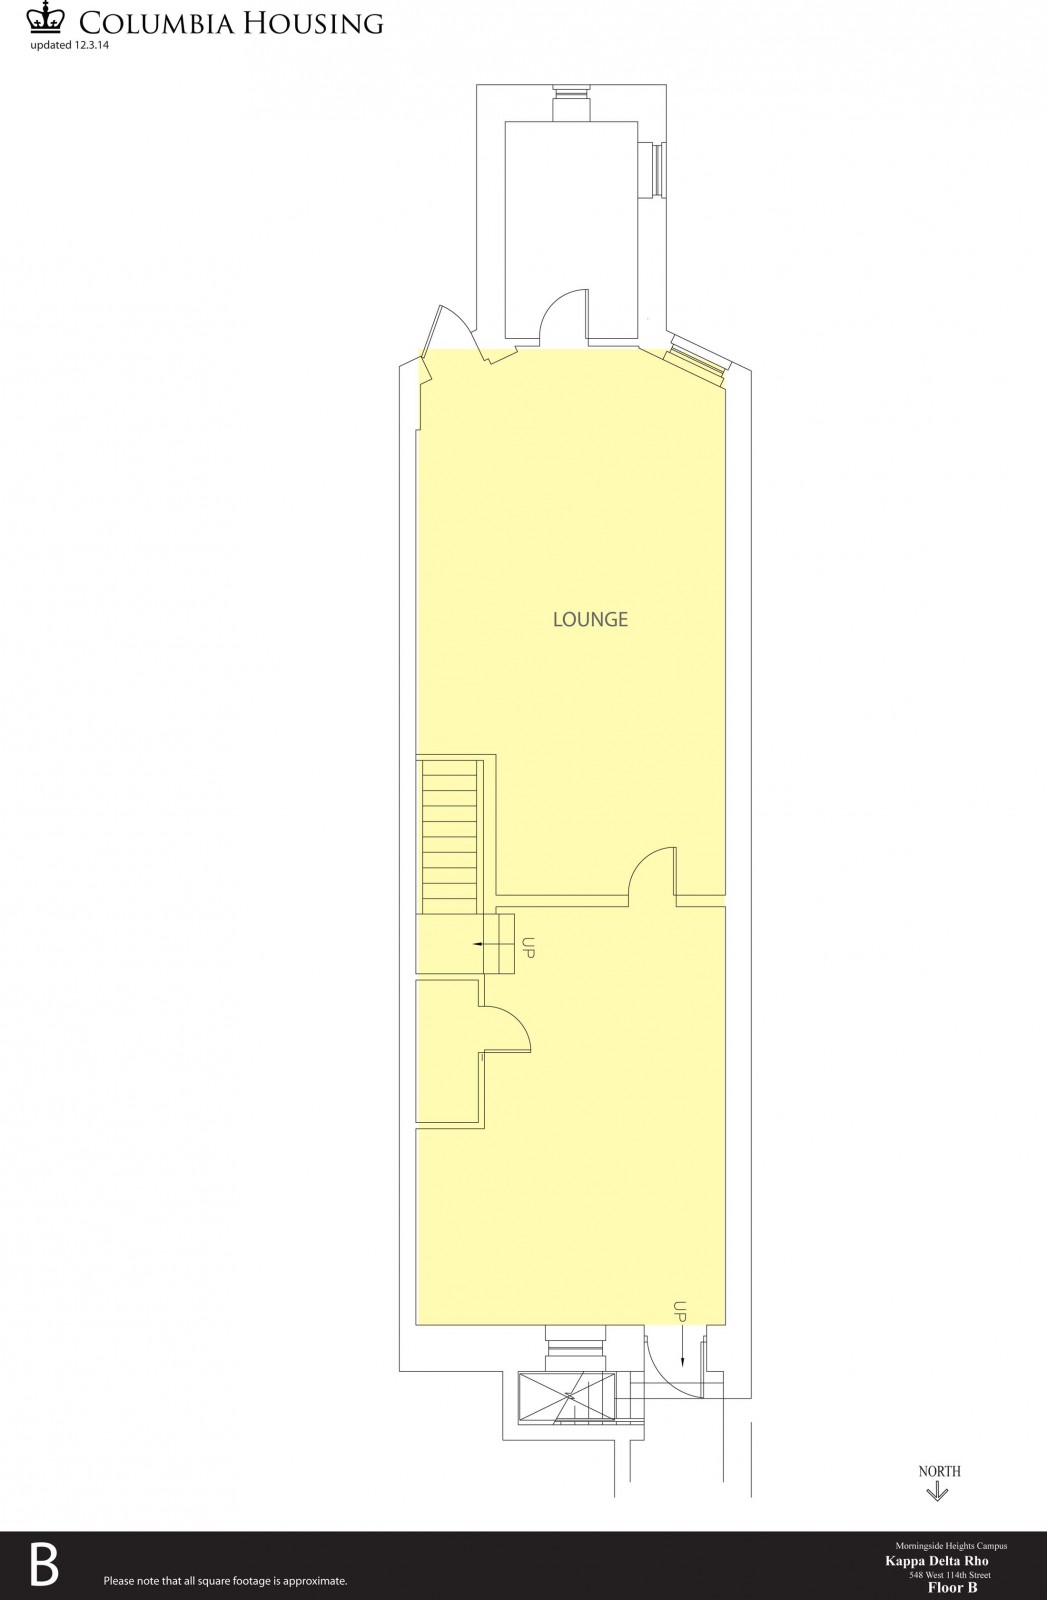 COLUMBIA HOUSING
updated 12.3.14
LOUNGE
UP
UP
NORTH
B
Please note that all square footage is approximate.
Morningside Heights Campus
Kappa Delta Rho
548 West 114th Street
Floor B